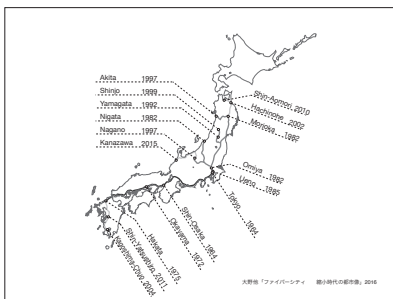 Akita 1997
Shinjo 1999
Yamagata 1992
Nigata 1982
Nagano 1997
Kanazawa 2015
Shin-Aomori 2010
Hachinohe 2002
Morioka 1982
Omiya 1982
Ueno 1985
Tokyo 1964
Shin-Osaka 1964
Okayama 1972
Hakata 1975
Shin-Yatsushiro 2011
Kagoshima-Chuo 2004
大野他「ファイバーシティ 縮小時代の都市像」2016